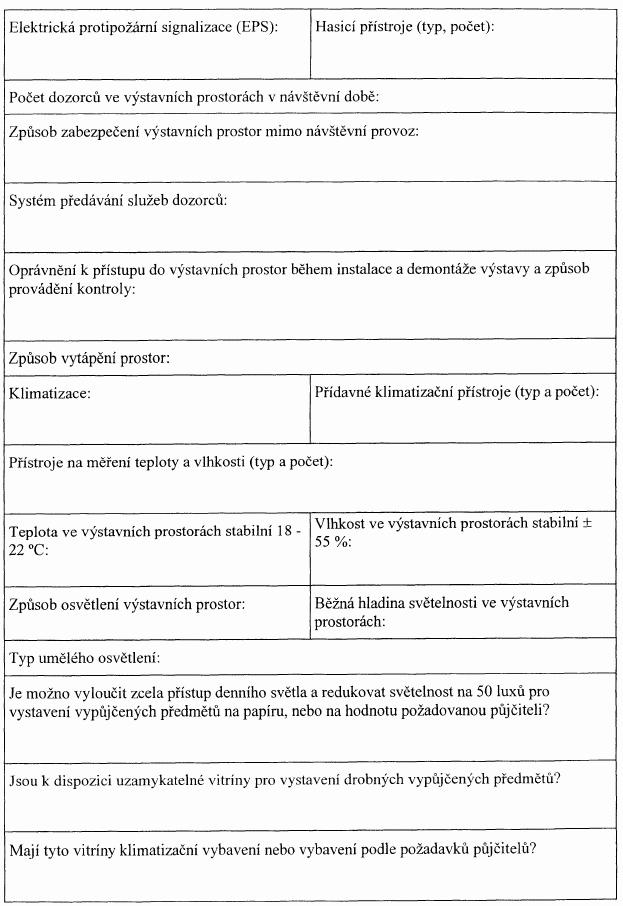 Elektrická protipožární signalizace (EPS):
Hasicí přístroje (typ, počet):
Počet dozorců ve výstavních prostorách v návštěvní době:
Způsob zabezpečení výstavních prostor mimo návštěvní provoz:
Systém předávání služeb dozorců:
Oprávnění k přístupu do výstavních prostor během instalace a demontáže výstavy a způsob
provádění kontroly:
Způsob vytápění prostor:
Klimatizace:
Přídavné klimatizační přístroje (typ a počet):
Přístroje na měření teploty a vlhkosti (typ a počet):
Teplota ve výstavních prostorách stabilní 18 -
22 ºC:
Vlhkost ve výstavních prostorách stabilní ±
55 %:
Způsob osvětlení výstavních prostor:
Běžná hladina světelnosti ve výstavních
prostorách:
Typ umělého osvětlení:
Je možno vyloučit zcela přístup denního světla a redukovat světelnost na 50 luxů pro
vystavení vypůjčených předmětů na papíru, nebo na hodnotu požadovanou půjčiteli?
Jsou k dispozici uzamykatelné vitríny pro vystavení drobných vypůjčených předmětů?
Mají tyto vitríny klimatizační vybavení nebo vybavení podle požadavků půjčitelů?